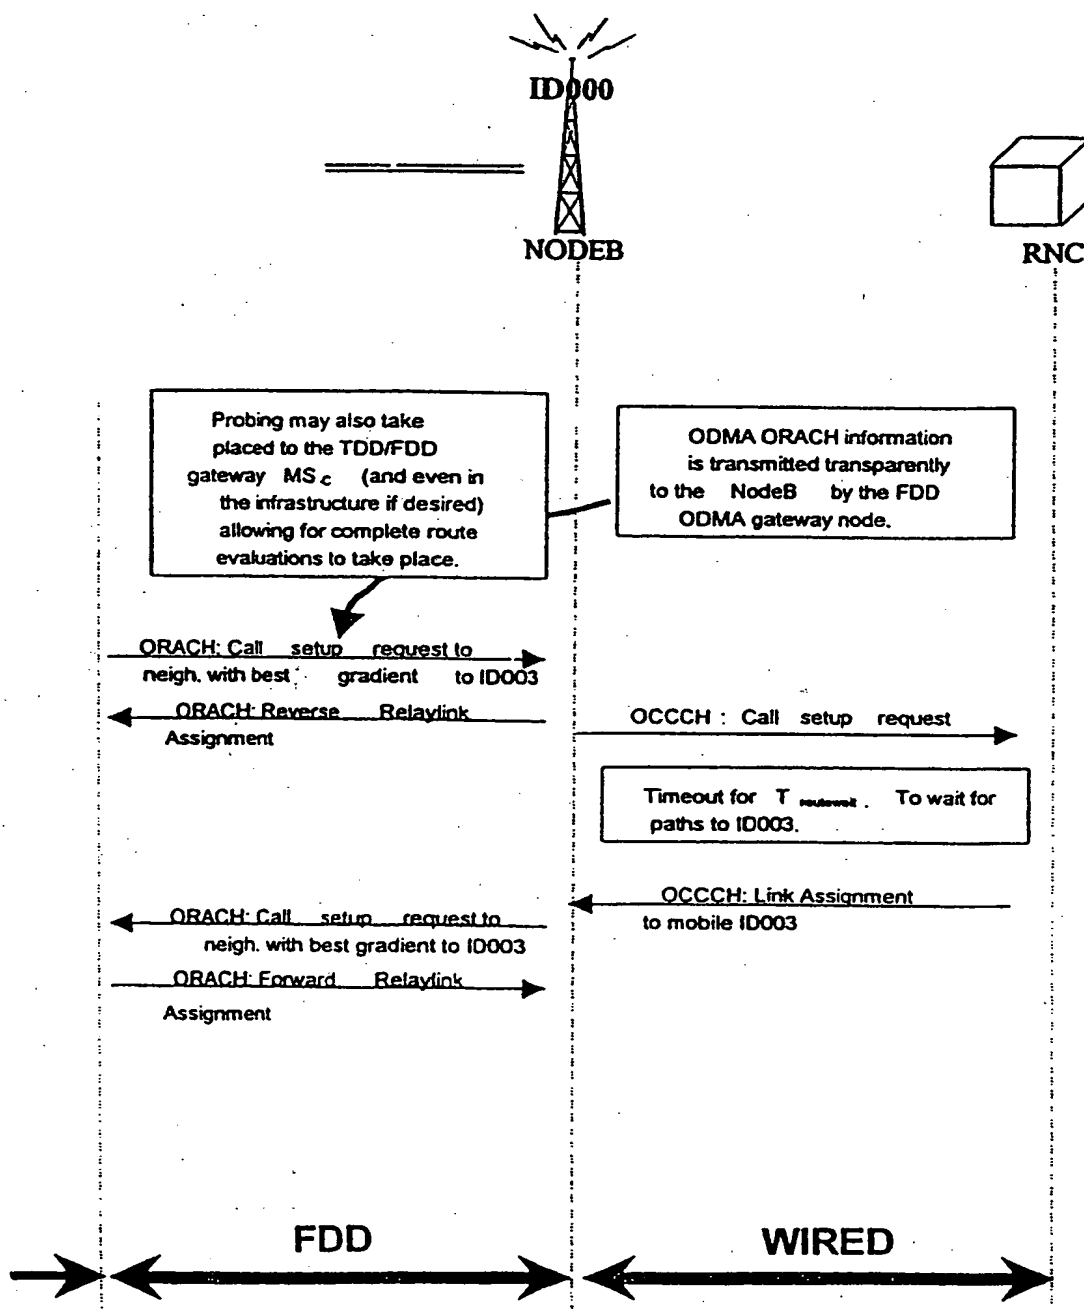 ID000
NODEB
RNC
Probing may also take
placed to the TDD/FDD
gateway MSc (and even in
the infrastructure if desired)
allowing for complete route
evaluations to take place.
ODMA ORACH information
is transmitted transparently
to the NodeB by the FDD
ODMA gateway node.
ORACH: Call setup request to
neigh. with best gradient to ID003
ORACH: Reverse Relaylink
Assignment
OCCCH : Call setup request
Timeout for T routewait. To wait for
paths to ID003.
OCCCH: Link Assignment
to mobile ID003
ORACH: Call setup request to
neigh. with best gradient to ID003
ORACH: Forward Relaylink
Assignment
FDD
WIRED